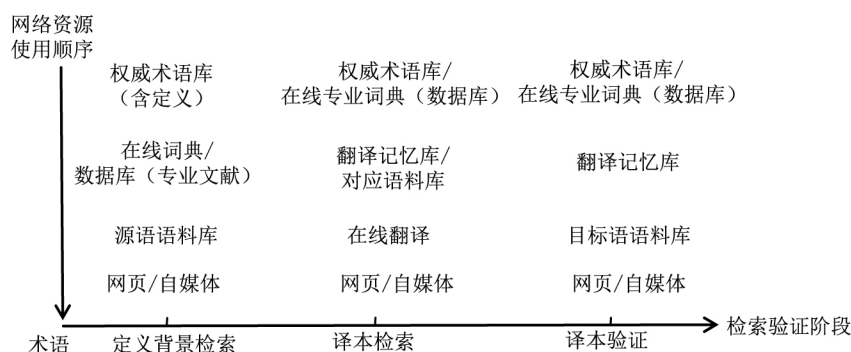 网络资源
使用顺序
权威术语库
（含定义）
权威术语库/
在线专业词典（数据库）
权威术语库/
在线专业词典（数据库）
在线词典/
数据库（专业文献）
翻译记忆库/
对应语料库
翻译记忆库
源语语料库
在线翻译
目标语语料库
网页/自媒体
网页/自媒体
网页/自媒体
术语
定义背景检索
译本检索
译本验证
检索验证阶段